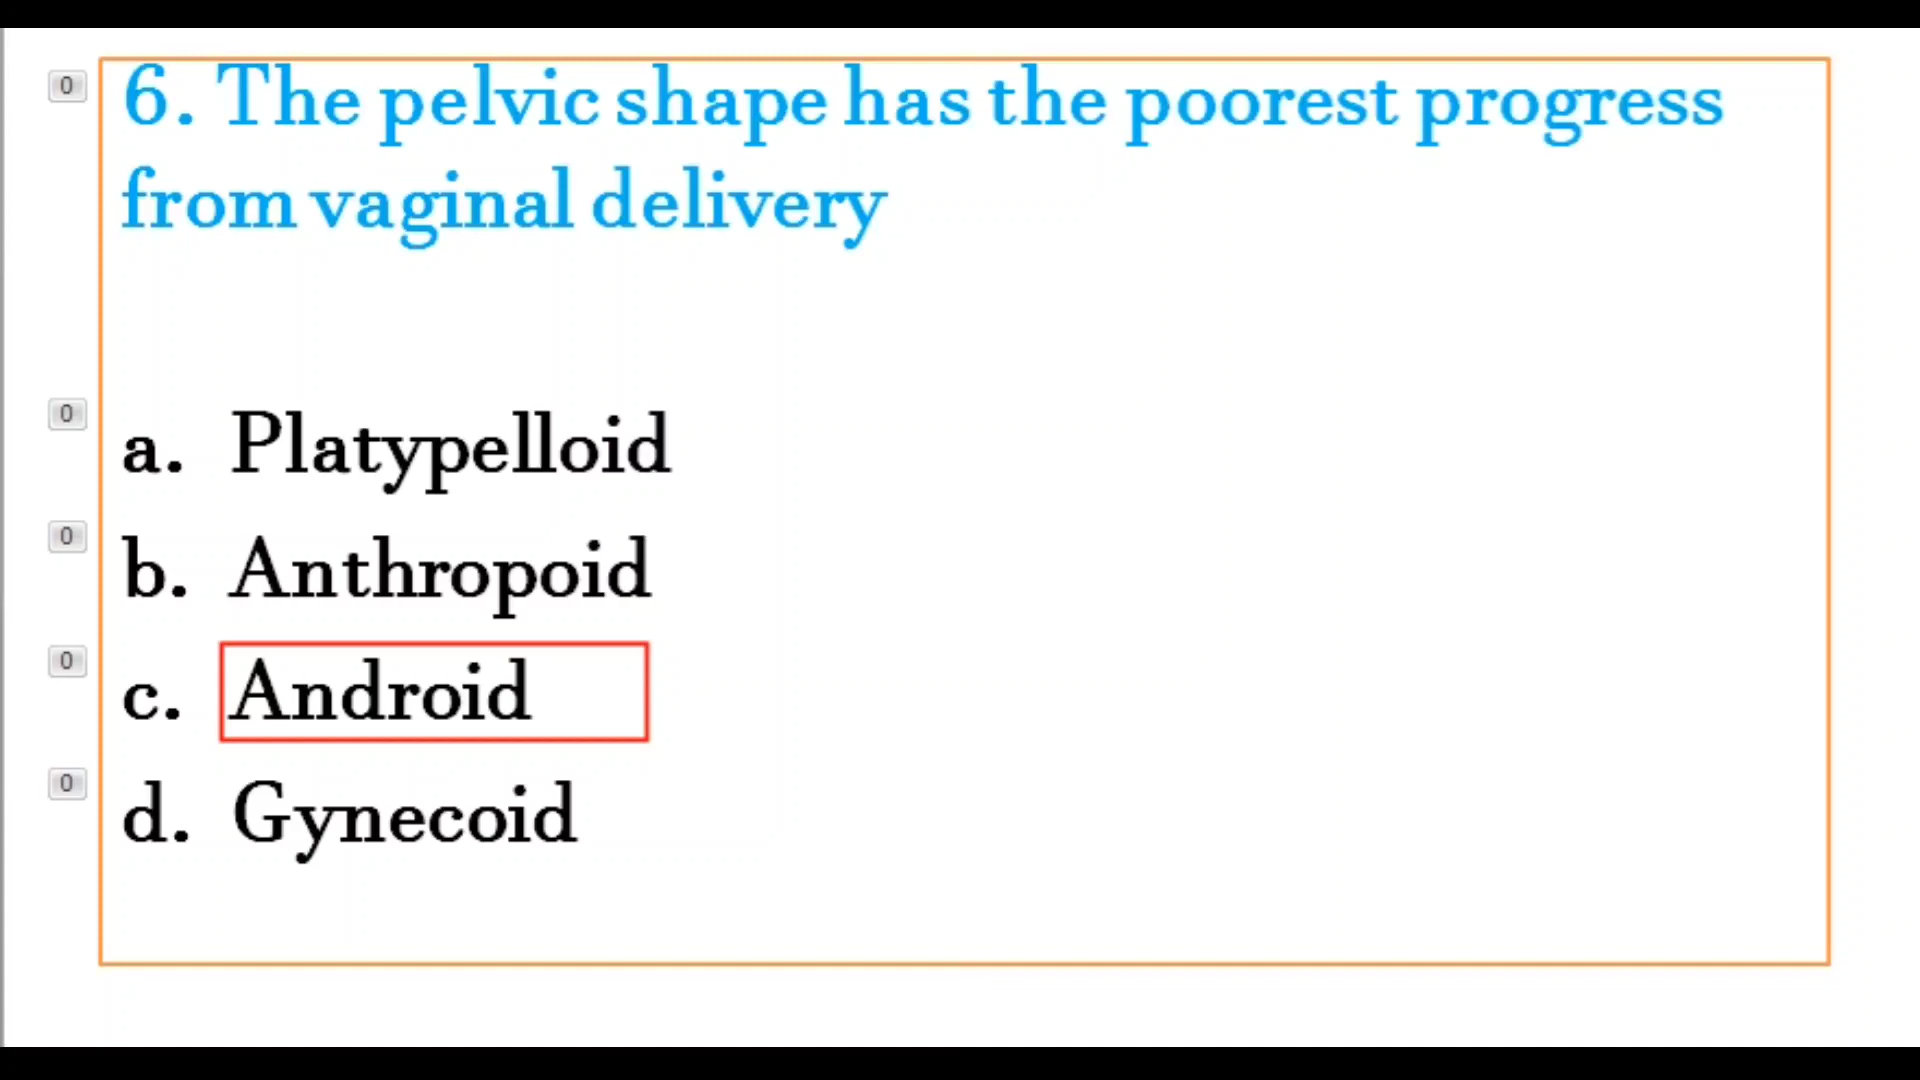 0
6. The pelvic shape has the poorest progress
from vaginal delivery
0
a. Platypelloid
0
b. Anthropoid
0
c. Android
0
d. Gynecoid